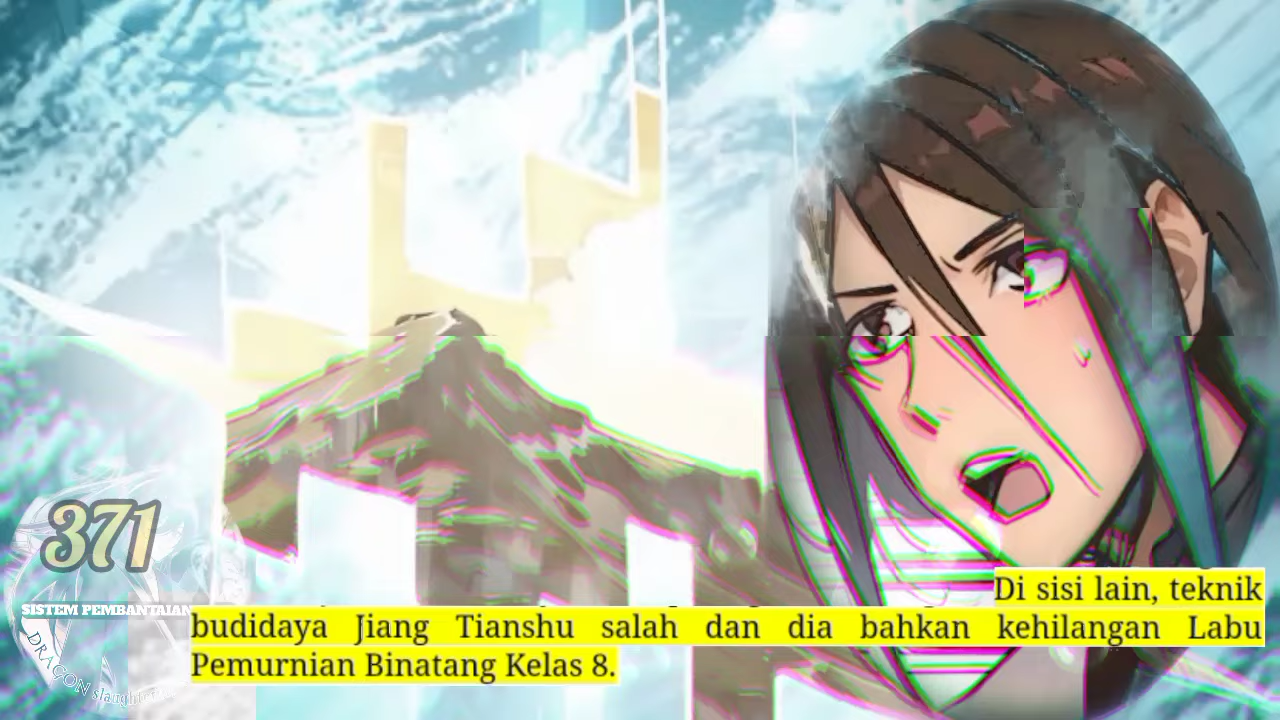 371
SISTEM PEMBANTAIAN
DRAGON slaughter
Di sisi lain, teknik
budidaya Jiang Tianshu salah dan dia bahkan kehilangan Labu
Pemurnian Binatang Kelas 8.